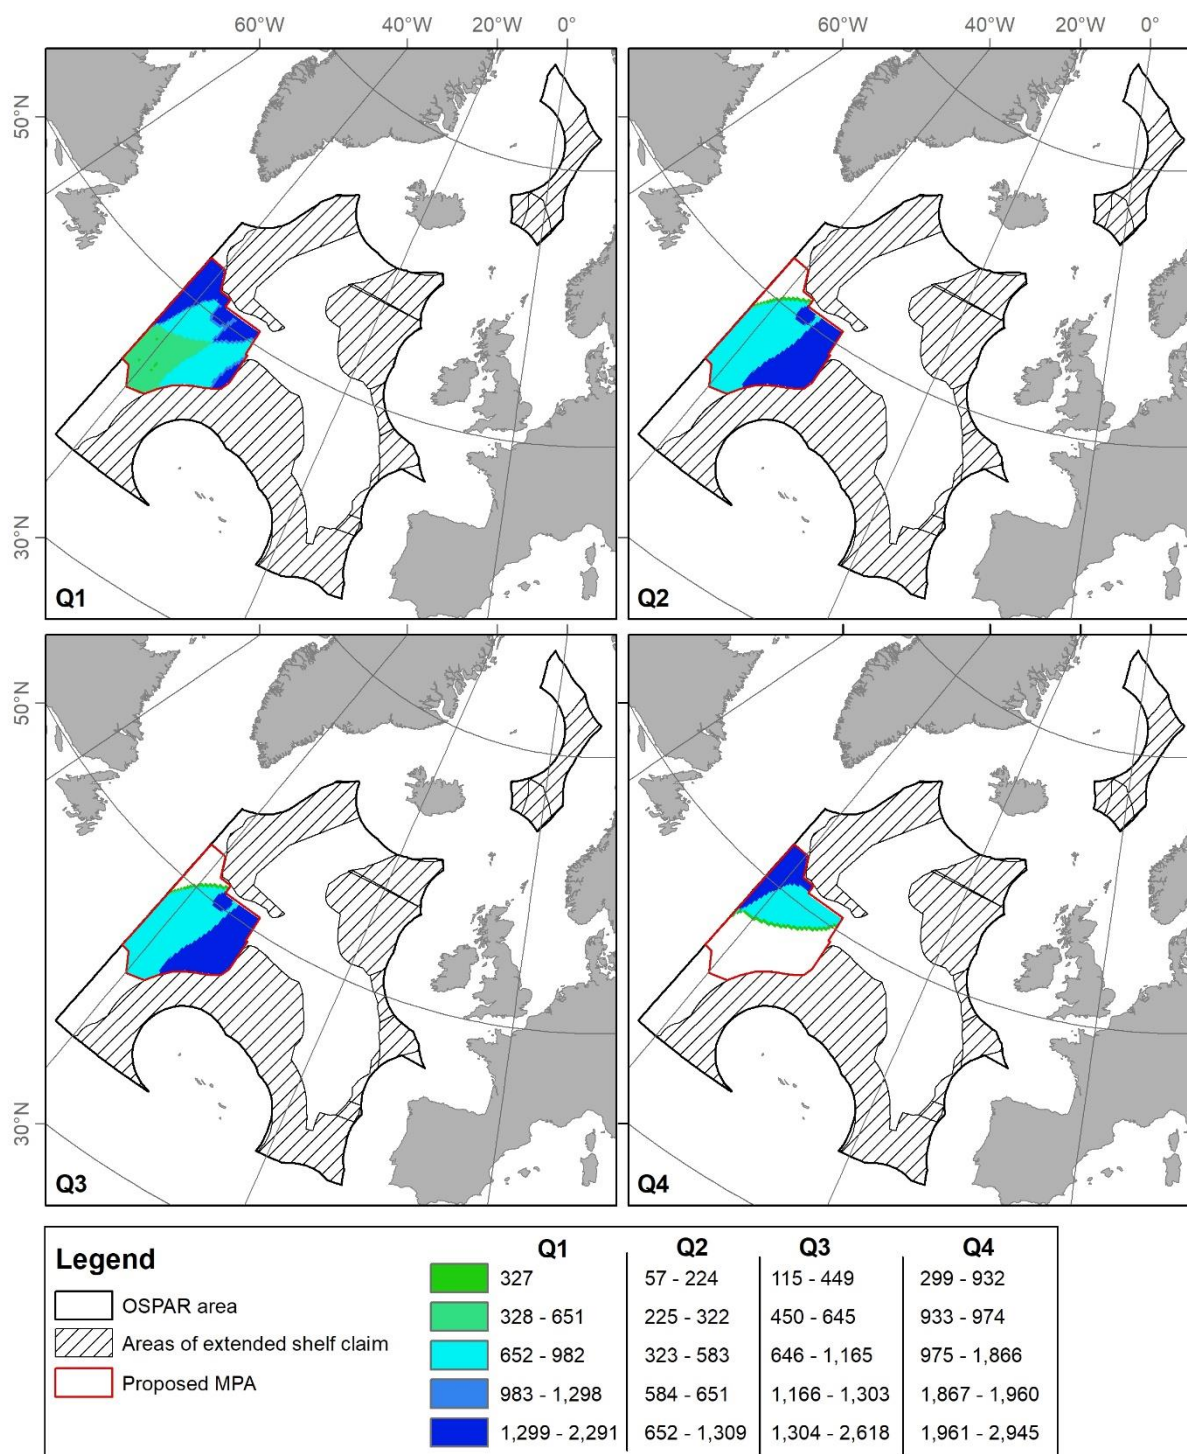 60°W 40°W 20°W 0° 60°W 40°W 20°W 0°
50°N
30°N
Q1 Q2
50°N
30°N
Q3 Q4
Legend
OSPAR area
Areas of extended shelf claim
Proposed MPA
Q1 Q2 Q3 Q4
327 57 - 224 115 - 449 299 - 932
328 - 651 225 - 322 450 - 645 933 - 974
652 - 982 323 - 583 646 - 1,165 975 - 1,866
983 - 1,298 584 - 651 1,166 - 1,303 1,867 - 1,960
1,299 - 2,291 652 - 1,309 1,304 - 2,618 1,961 - 2,945